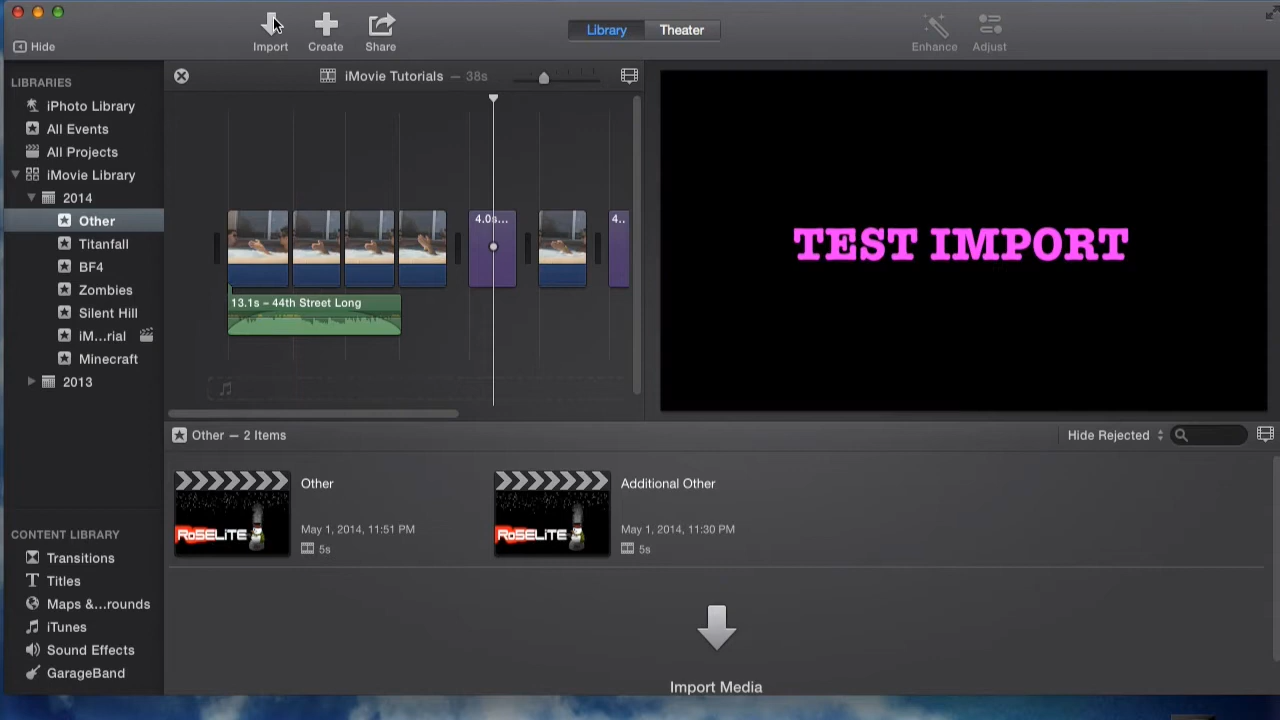 Library
Theater
Hide
Import
Create
Share
Enhance
Adjust
LIBRARIES
iPhoto Library
All Events
All Projects
iMovie Library
2014
Other
Titanfall
BF4
Zombies
Silent Hill
iM...rial
Minecraft
2013
CONTENT LIBRARY
Transitions
Titles
Maps &...rounds
iTunes
Sound Effects
GarageBand
iMovie Tutorials — 38s
4.0s...
4..
13.1s – 44th Street Long
TEST IMPORT
Other — 2 Items
Hide Rejected
RoSELiTE
Other
May 1, 2014, 11:51 PM
5s
RoSELiTE
Additional Other
May 1, 2014, 11:30 PM
5s
Import Media